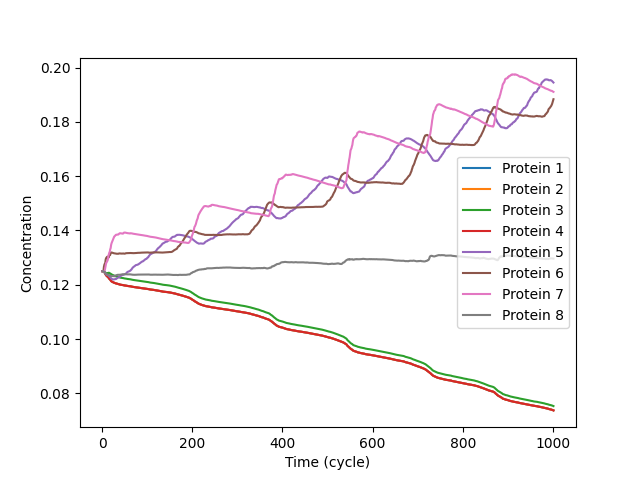 0.20
0.18
0.16
0.14
0.12
0.10
0.08
Concentration
0
200
400
600
800
1000
Time (cycle)
Protein 1
Protein 2
Protein 3
Protein 4
Protein 5
Protein 6
Protein 7
Protein 8